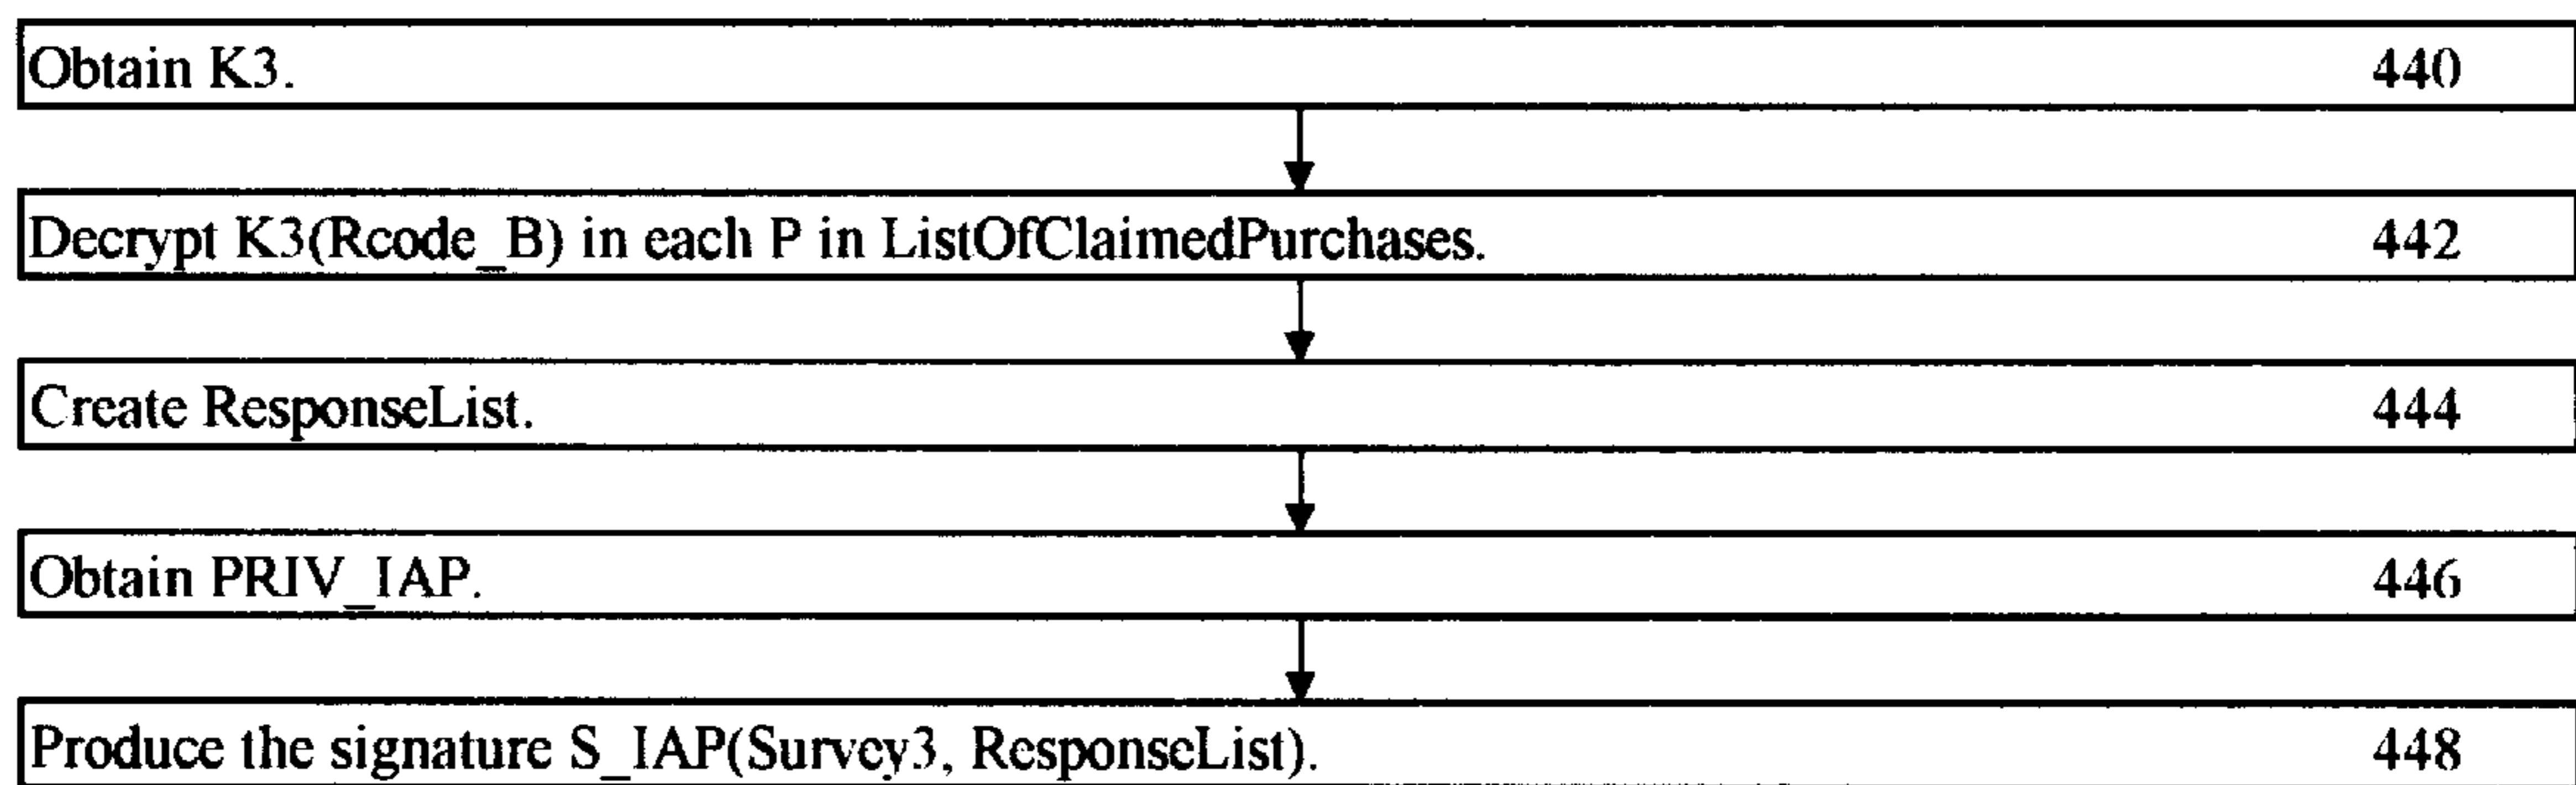 Obtain K3. 440
Decrypt K3(Rcode_B) in each P in ListOfClaimedPurchases. 442
Create ResponseList. 444
Obtain PRIV_IAP. 446
Produce the signature S_IAP(Survey3, ResponseList). 448